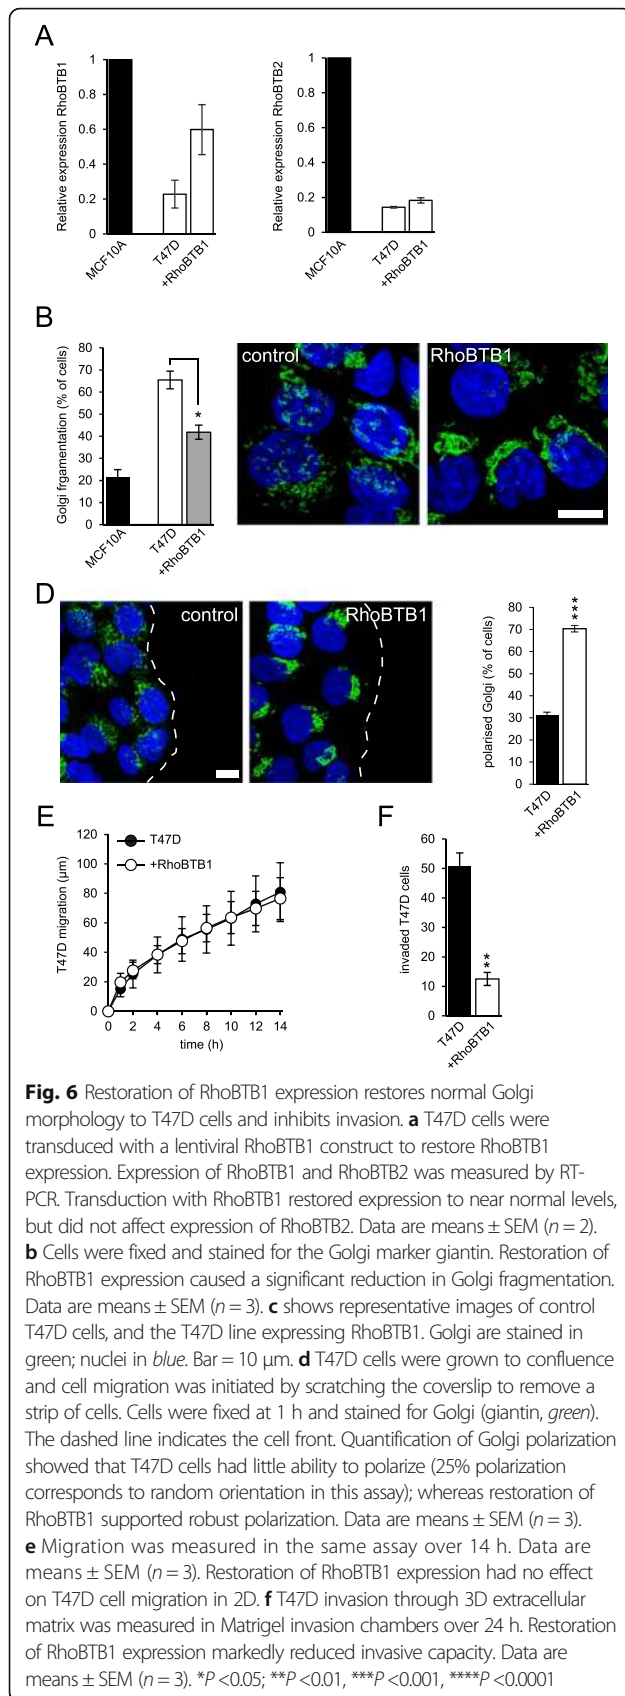 A
Relative expression RhoBTB1
1
0.8
0.6
0.4
0.2
0
MCF10A
T47D
+RhoBTB1
Relative expression RhoBTB2
1
0.8
0.6
0.4
0.2
0
MCF10A
T47D
+RhoBTB1
B
Golgi frgamentation (% of cells)
80
70
60
50
40
30
20
10
0
*
MCF10A
T47D
+RhoBTB1
control
RhoBTB1
D
control
RhoBTB1
polarised Golgi (% of cells)
80
70
60
50
40
30
20
10
0
***
T47D
+RhoBTB1
E
T47D migration (µm)
120
100
80
60
40
20
0
T47D
+RhoBTB1
0 2 4 6 8 10 12 14
time (h)
F
invaded T47D cells
60
50
40
30
20
10
0
**
T47D
+RhoBTB1
Fig. 6 Restoration of RhoBTB1 expression restores normal Golgi
morphology to T47D cells and inhibits invasion. a T47D cells were
transduced with a lentiviral RhoBTB1 construct to restore RhoBTB1
expression. Expression of RhoBTB1 and RhoBTB2 was measured by RT-
PCR. Transduction with RhoBTB1 restored expression to near normal levels,
but did not affect expression of RhoBTB2. Data are means ± SEM (n = 2).
b Cells were fixed and stained for the Golgi marker giantin. Restoration of
RhoBTB1 expression caused a significant reduction in Golgi fragmentation.
Data are means ± SEM (n = 3). c shows representative images of control
T47D cells, and the T47D line expressing RhoBTB1. Golgi are stained in
green; nuclei in blue. Bar = 10 µm. d T47D cells were grown to confluence
and cell migration was initiated by scratching the coverslip to remove a
strip of cells. Cells were fixed at 1 h and stained for Golgi (giantin, green).
The dashed line indicates the cell front. Quantification of Golgi polarization
showed that T47D cells had little ability to polarize (25% polarization
corresponds to random orientation in this assay); whereas restoration of
RhoBTB1 supported robust polarization. Data are means ± SEM (n = 3).
e Migration was measured in the same assay over 14 h. Data are
means ± SEM (n = 3). Restoration of RhoBTB1 expression had no effect
on T47D cell migration in 2D. f T47D invasion through 3D extracellular
matrix was measured in Matrigel invasion chambers over 24 h. Restoration
of RhoBTB1 expression markedly reduced invasive capacity. Data are
means ± SEM (n = 3). *P <0.05; **P <0.01, ***P <0.001, ****P <0.0001